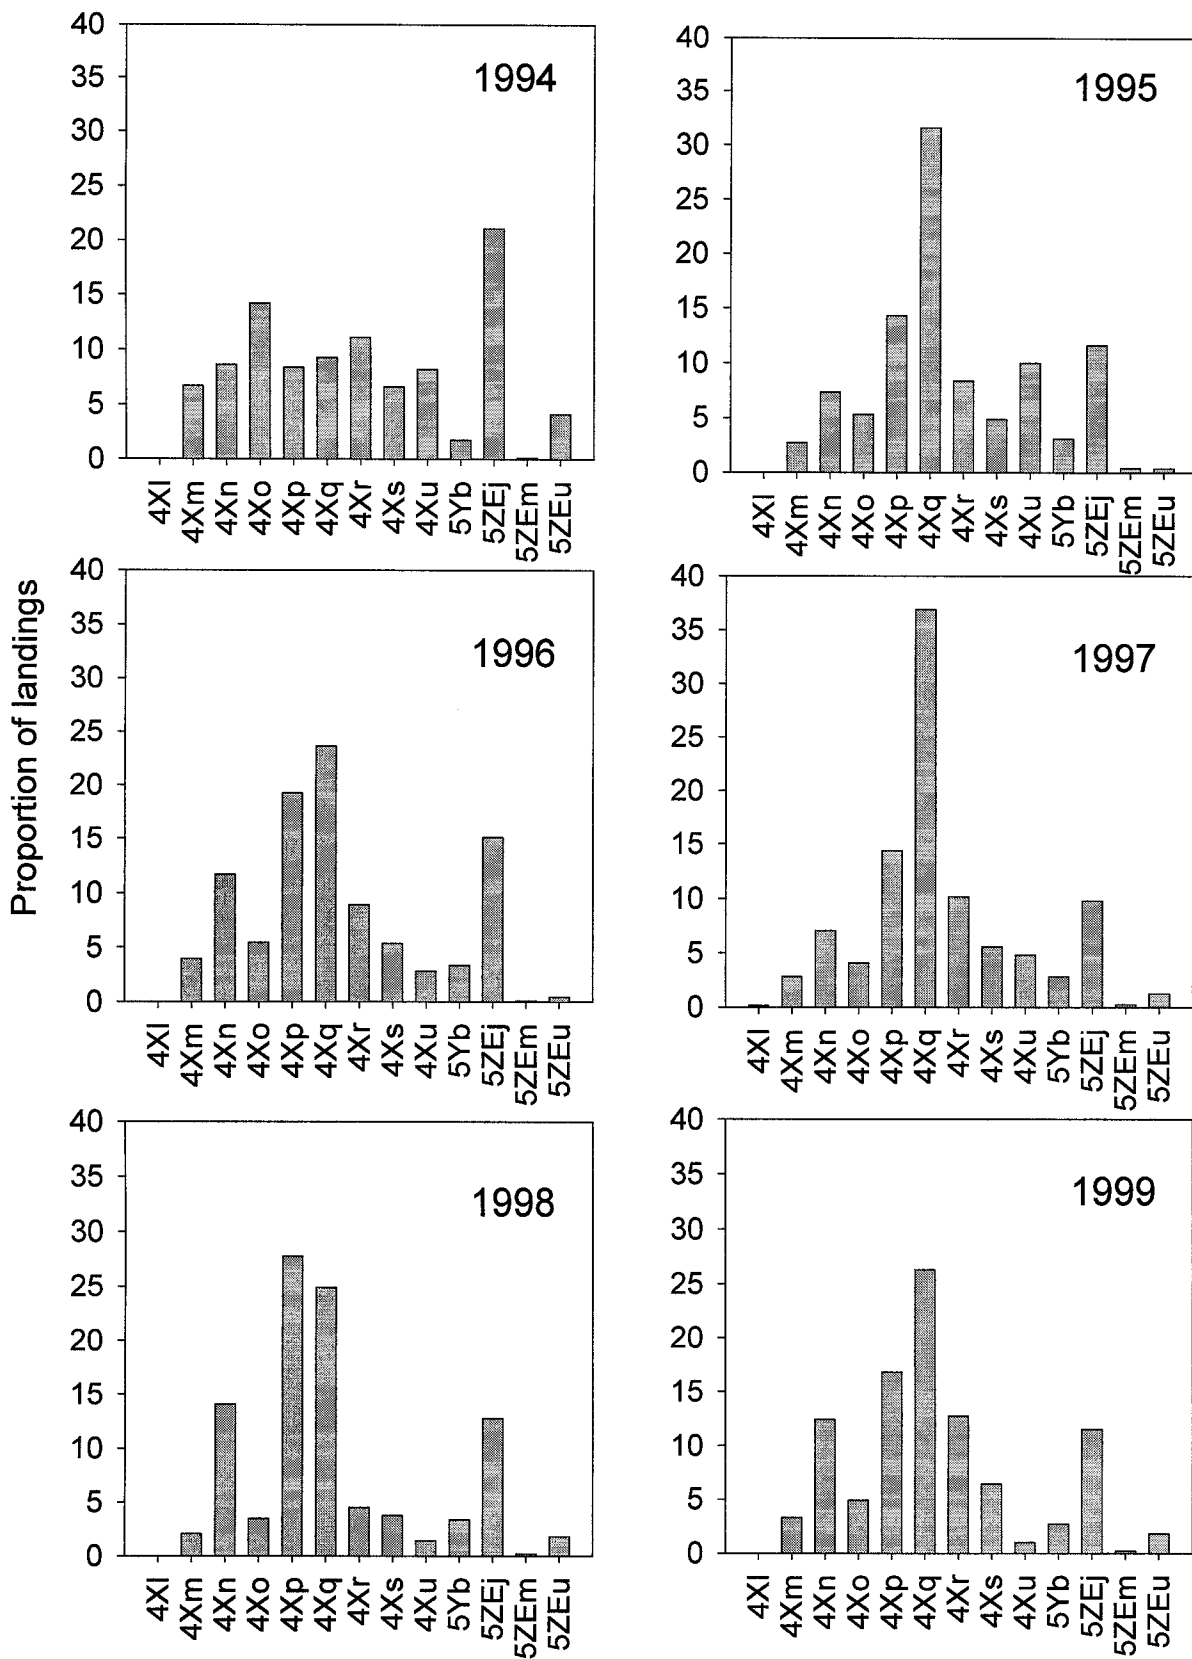 Proportion of landings
1994
40
35
30
25
20
15
10
5
0
4Xl
4Xm
4Xn
4Xo
4Xp
4Xq
4Xr
4Xs
4Xu
5Yb
5ZEj
5ZEm
5ZEu
1995
40
35
30
25
20
15
10
5
0
4Xl
4Xm
4Xn
4Xo
4Xp
4Xq
4Xr
4Xs
4Xu
5Yb
5ZEj
5ZEm
5ZEu
1996
40
35
30
25
20
15
10
5
0
4Xl
4Xm
4Xn
4Xo
4Xp
4Xq
4Xr
4Xs
4Xu
5Yb
5ZEj
5ZEm
5ZEu
1997
40
35
30
25
20
15
10
5
0
4Xl
4Xm
4Xn
4Xo
4Xp
4Xq
4Xr
4Xs
4Xu
5Yb
5ZEj
5ZEm
5ZEu
1998
40
35
30
25
20
15
10
5
0
4Xl
4Xm
4Xn
4Xo
4Xp
4Xq
4Xr
4Xs
4Xu
5Yb
5ZEj
5ZEm
5ZEu
1999
40
35
30
25
20
15
10
5
0
4Xl
4Xm
4Xn
4Xo
4Xp
4Xq
4Xr
4Xs
4Xu
5Yb
5ZEj
5ZEm
5ZEu